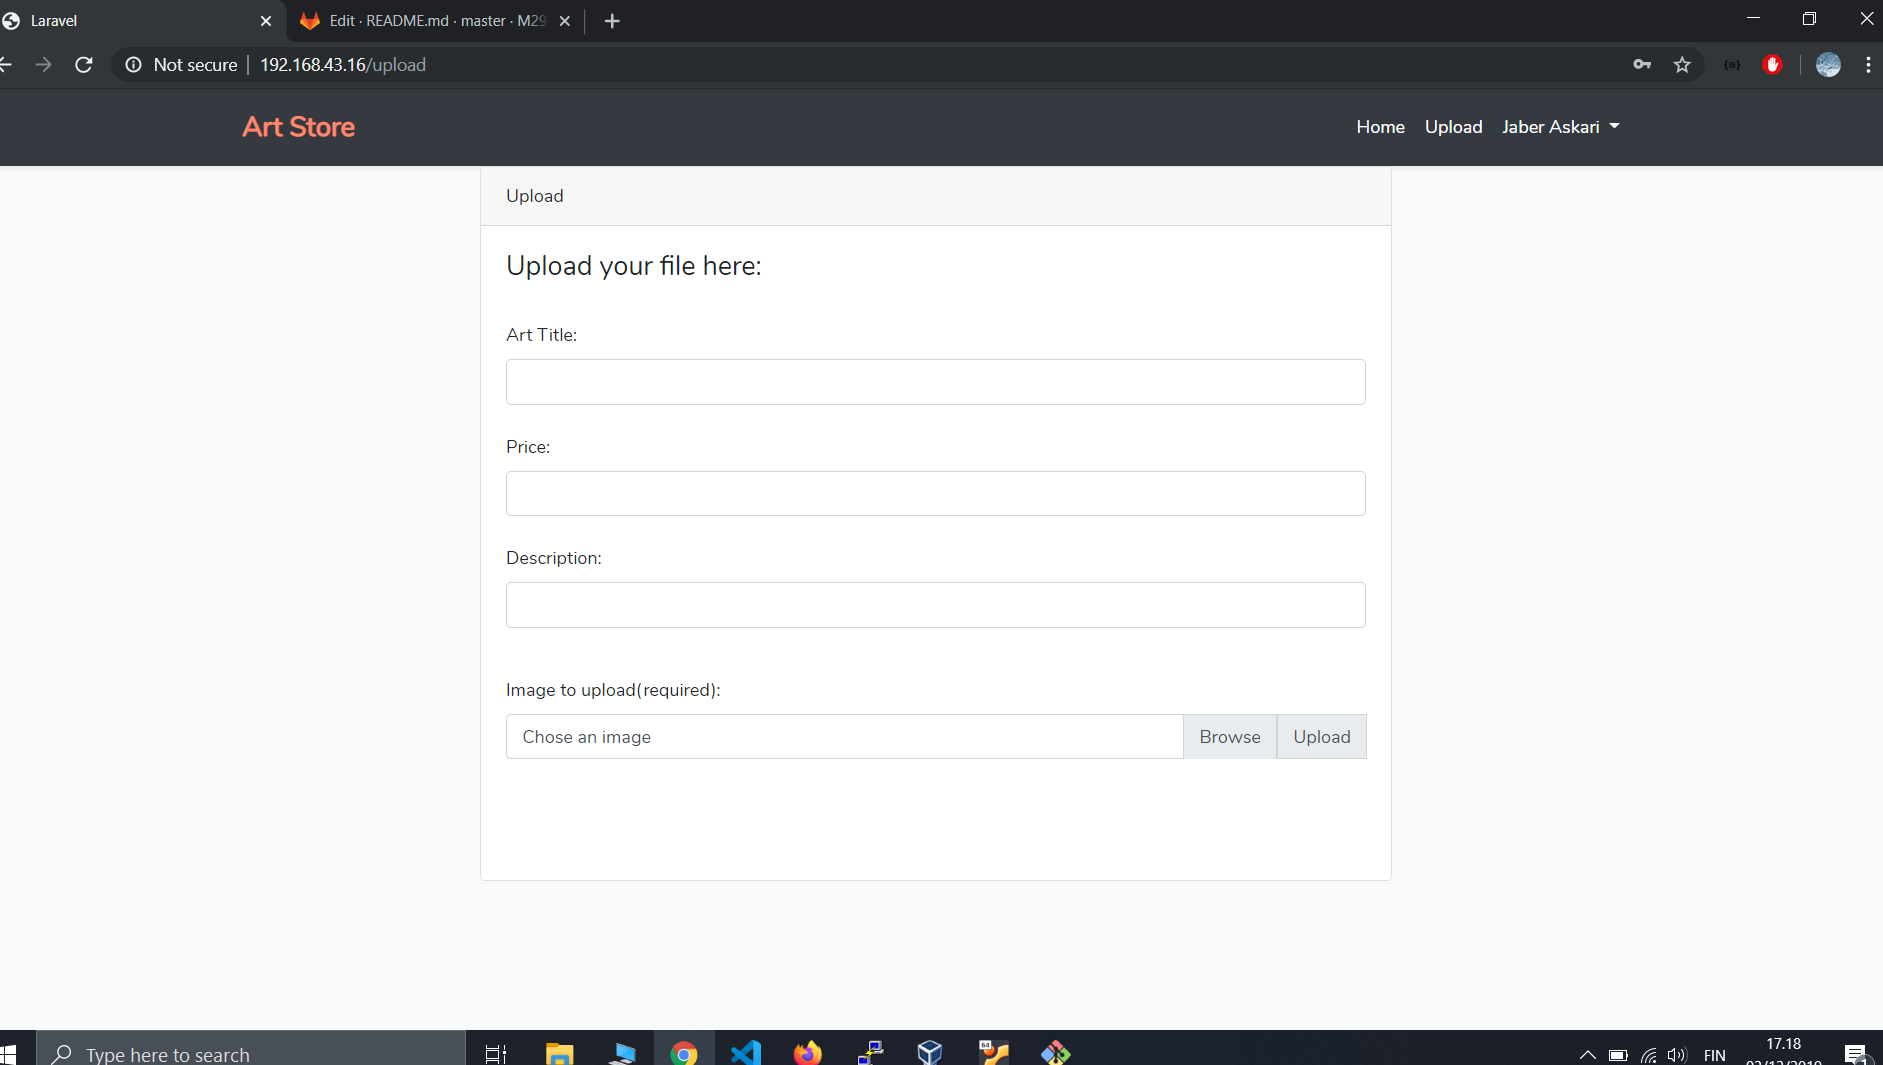 Laravel
Edit · README.md · master · M29
Not secure
192.168.43.16/upload
Art Store
Home
Upload
Jaber Askari
Upload
Upload your file here:
Art Title:
Price:
Description:
Image to upload(required):
Chose an image
Browse
Upload
Type here to search
64
FIN
17.18